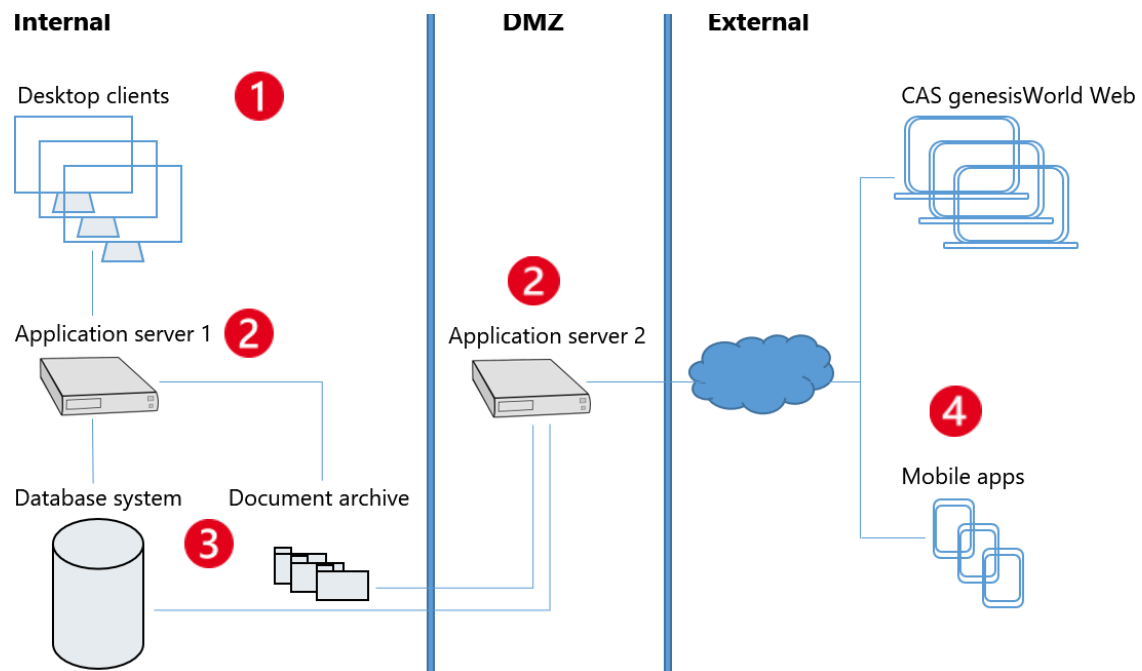 Internal
DMZ
External
Desktop clients
1
CAS genesisWorld Web
2
Application server 1
2
Application server 2
4
Mobile apps
Database system
Document archive
3